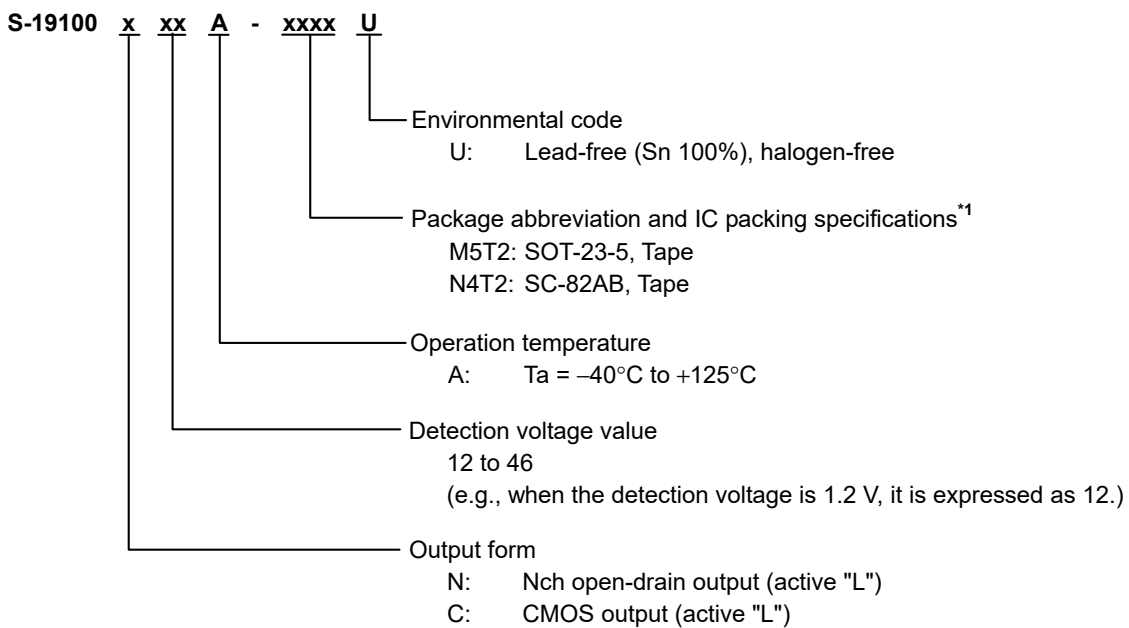 S-19100 x xx A - xxxx U
Environmental code
U: Lead-free (Sn 100%), halogen-free
Package abbreviation and IC packing specifications*1
M5T2: SOT-23-5, Tape
N4T2: SC-82AB, Tape
Operation temperature
A: Ta = −40°C to +125°C
Detection voltage value
12 to 46
(e.g., when the detection voltage is 1.2 V, it is expressed as 12.)
Output form
N: Nch open-drain output (active "L")
C: CMOS output (active "L")